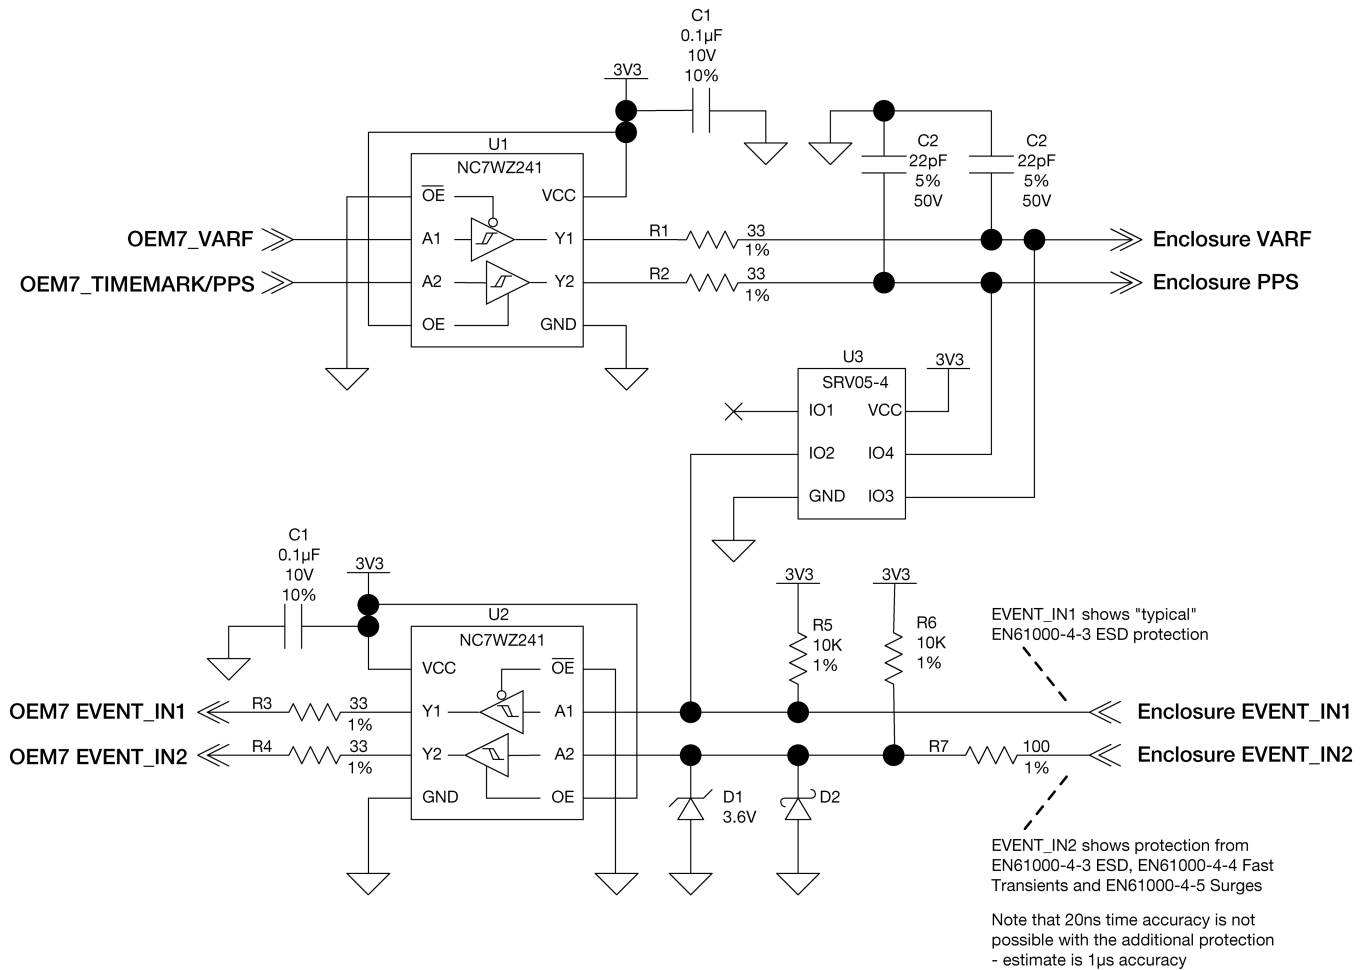 C1
0.1µF
10V
10%
3V3
U1
NC7WZ241
OE
VCC
A1
Y1
A2
Y2
OE
GND
OEM7_VARF
OEM7_TIMEMARK/PPS
R1
33
1%
R2
33
1%
C2
22pF
5%
50V
C2
22pF
5%
50V
Enclosure VARF
Enclosure PPS
U3
SRV05-4
3V3
IO1
VCC
IO2
IO4
GND
IO3
C1
0.1µF
10V
10%
3V3
U2
NC7WZ241
VCC
OE
Y1
A1
Y2
A2
GND
OE
OEM7 EVENT_IN1
R3
33
1%
OEM7 EVENT_IN2
R4
33
1%
3V3
R5
10K
1%
3V3
R6
10K
1%
EVENT_IN1 shows "typical"
EN61000-4-3 ESD protection
Enclosure EVENT_IN1
R7
100
1%
Enclosure EVENT_IN2
D1
3.6V
D2
EVENT_IN2 shows protection from
EN61000-4-3 ESD, EN61000-4-4 Fast
Transients and EN61000-4-5 Surges
Note that 20ns time accuracy is not
possible with the additional protection
- estimate is 1µs accuracy